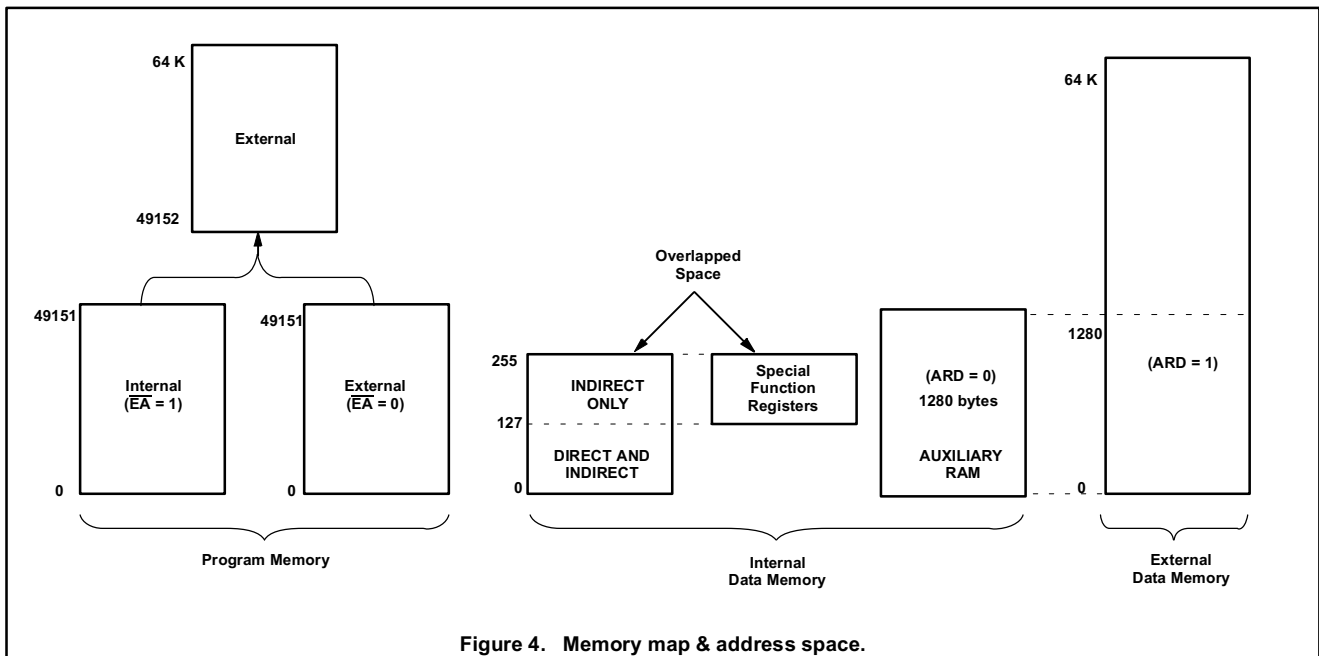 64 K
External
49152
49151
Internal
(EA = 1)
0
49151
External
(EA = 0)
0
Program Memory
Overlapped
Space
255
INDIRECT
ONLY
127
DIRECT AND
INDIRECT
0
Special
Function
Registers
(ARD = 0)
1280 bytes
AUXILIARY
RAM
Internal
Data Memory
64 K
1280
(ARD = 1)
0
External
Data Memory
Figure 4. Memory map & address space.